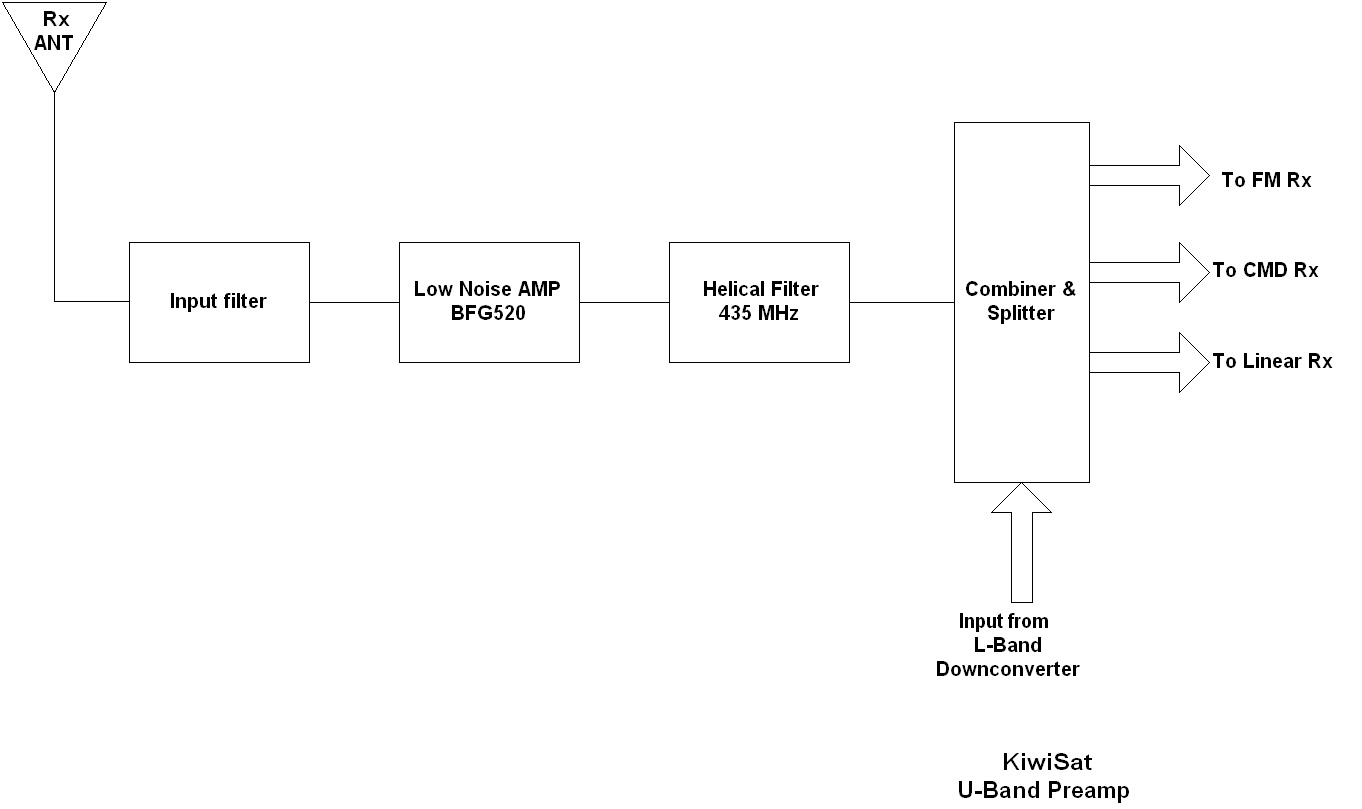 Rx
ANT
Input filter
Low Noise AMP
BFG520
Helical Filter
435 MHz
Combiner &
Splitter
To FM Rx
To CMD Rx
To Linear Rx
Input from
L-Band
Downconverter
KiwiSat
U-Band Preamp